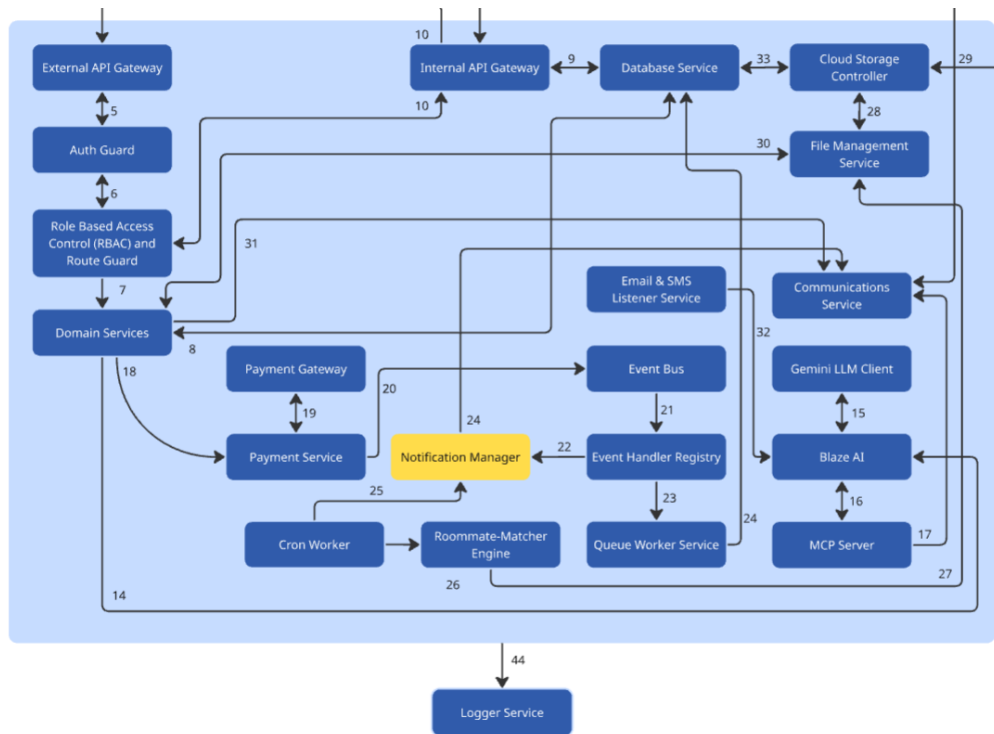 10
External API Gateway
Internal API Gateway
9
Database Service
33
Cloud Storage
Controller
29
5
10
28
Auth Guard
30
File Management
Service
6
Role Based Access
Control (RBAC) and
Route Guard
31
7
Email & SMS
Listener Service
Communications
Service
Domain Services
8
32
18
Payment Gateway
20
Event Bus
Gemini LLM Client
19
24
21
15
Payment Service
Notification Manager
22
Event Handler Registry
Blaze AI
25
23
16
Cron Worker
Roommate-Matcher
Engine
Queue Worker Service
24
MCP Server
17
26
27
14
44
Logger Service